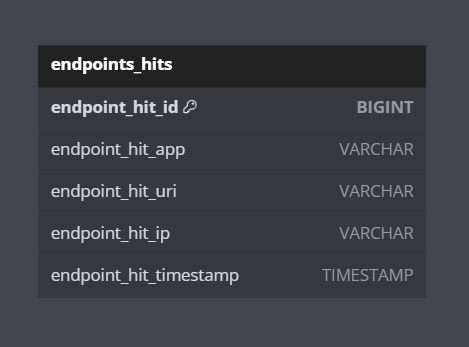 endpoints_hits
endpoint_hit_id BIGINT
endpoint_hit_app VARCHAR
endpoint_hit_uri VARCHAR
endpoint_hit_ip VARCHAR
endpoint_hit_timestamp TIMESTAMP